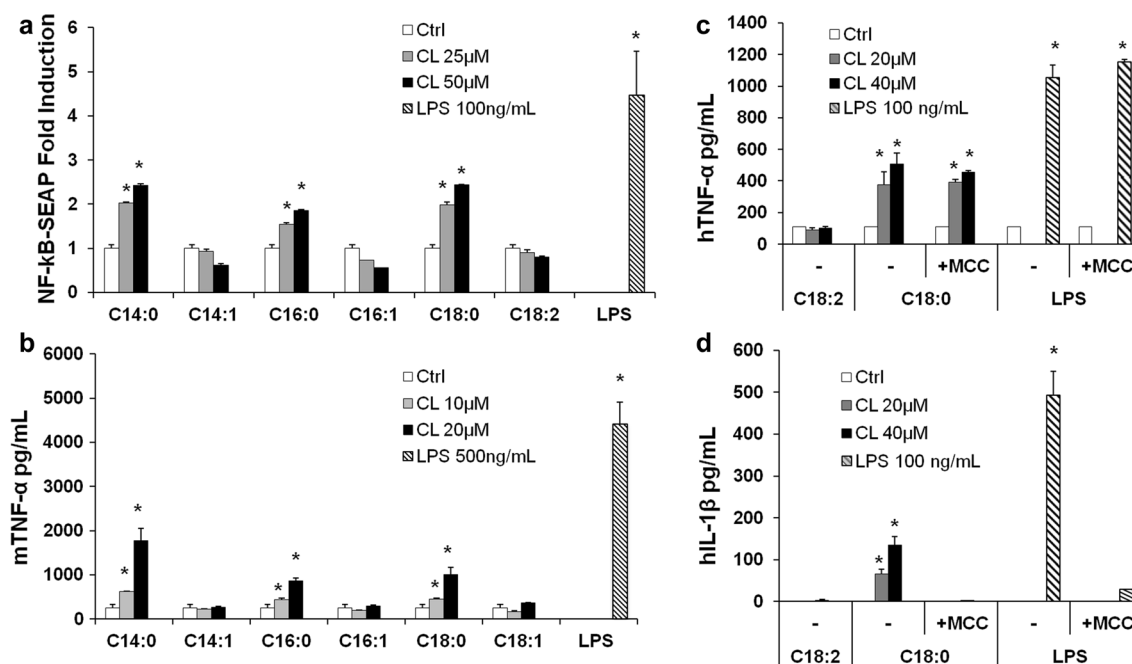 a
NF-kB-SEAP Fold Induction
6
5
4
3
2
1
0
Ctrl
CL 25µM
CL 50µM
LPS 100ng/mL
* * * * * * *
C14:0 C14:1 C16:0 C16:1 C18:0 C18:2 LPS
b
mTNF-α pg/mL
6000
5000
4000
3000
2000
1000
0
Ctrl
CL 10µM
CL 20µM
LPS 500ng/mL
* * * * * * *
C14:0 C14:1 C16:0 C16:1 C18:0 C18:1 LPS
c
hTNF-α pg/mL
1400
1200
1000
800
600
400
200
0
Ctrl
CL 20µM
CL 40µM
LPS 100 ng/mL
* * * * * *
- - +MCC - +MCC
C18:2 C18:0 LPS
d
hIL-1β pg/mL
600
500
400
300
200
100
0
Ctrl
CL 20µM
CL 40µM
LPS 100 ng/mL
* * *
- - +MCC - +MCC
C18:2 C18:0 LPS